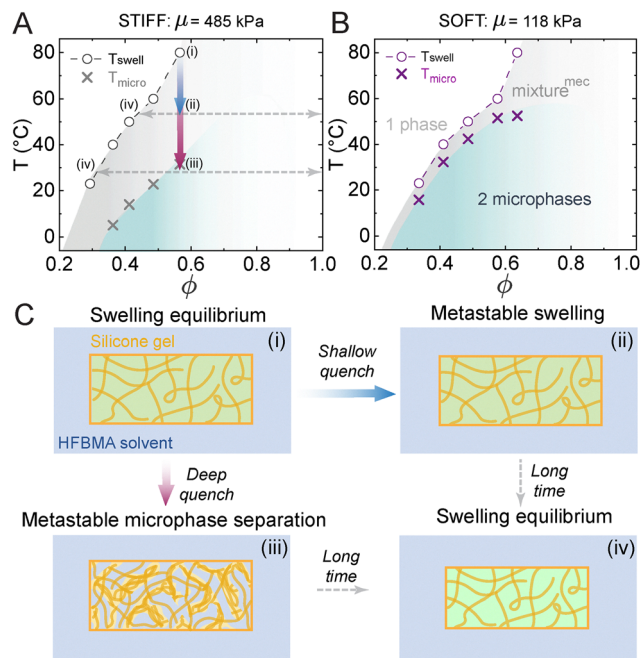 A
STIFF: μ = 485 kPa
80
60
40
20
0
T (°C)
Tswell
Tmicro
(i)
(iv)
(ii)
(iv)
(iii)
0.2
0.4
0.6
0.8
1.0
ϕ
B
SOFT: μ = 118 kPa
80
60
40
20
0
T (°C)
Tswell
Tmicro
1 phase
mixture^mec
2 microphases
0.2
0.4
0.6
0.8
1.0
ϕ
C
Swelling equilibrium
Silicone gel
(i)
HFBMA solvent
Shallow
quench
Metastable swelling
(ii)
Deep
quench
Long
time
Metastable microphase separation
(iii)
Long
time
Swelling equilibrium
(iv)